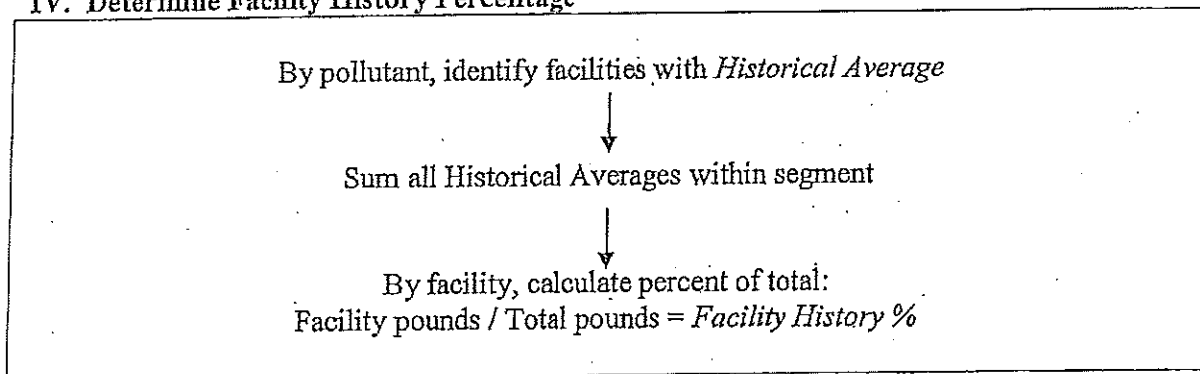 IV. Determine Facility History Percentage
By pollutant, identify facilities with Historical Average
Sum all Historical Averages within segment
By facility, calculate percent of total:
Facility pounds / Total pounds = Facility History %